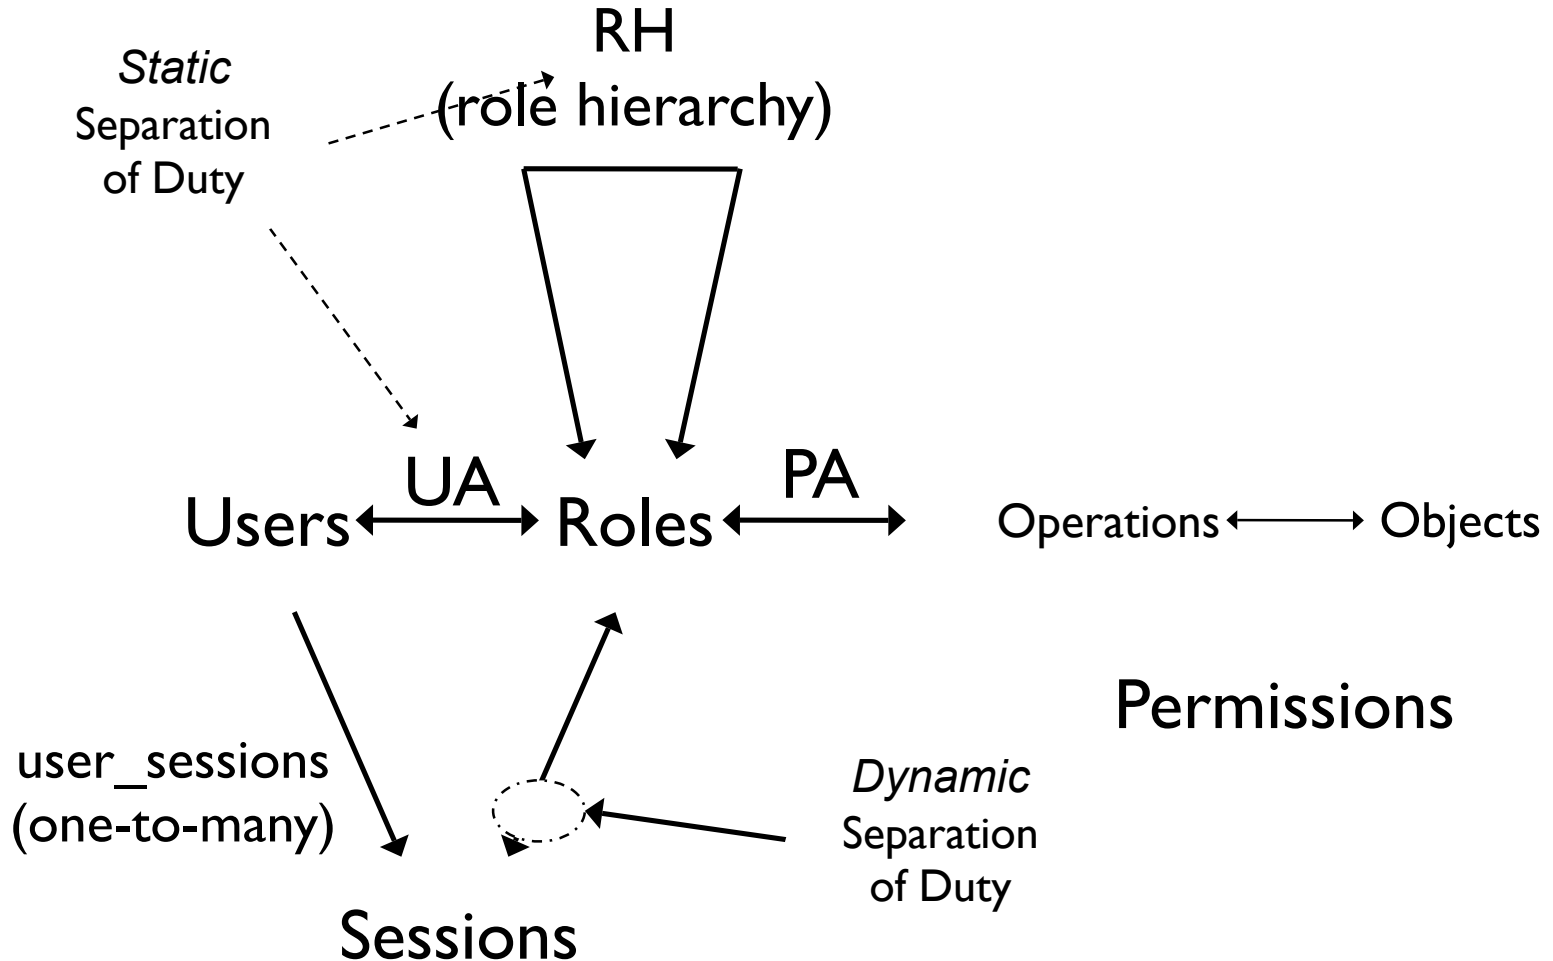 RH
(role hierarchy)
Static
Separation
of Duty
UA
PA
Users
Roles
Operations
Objects
Permissions
user_sessions
(one-to-many)
Dynamic
Separation
of Duty
Sessions